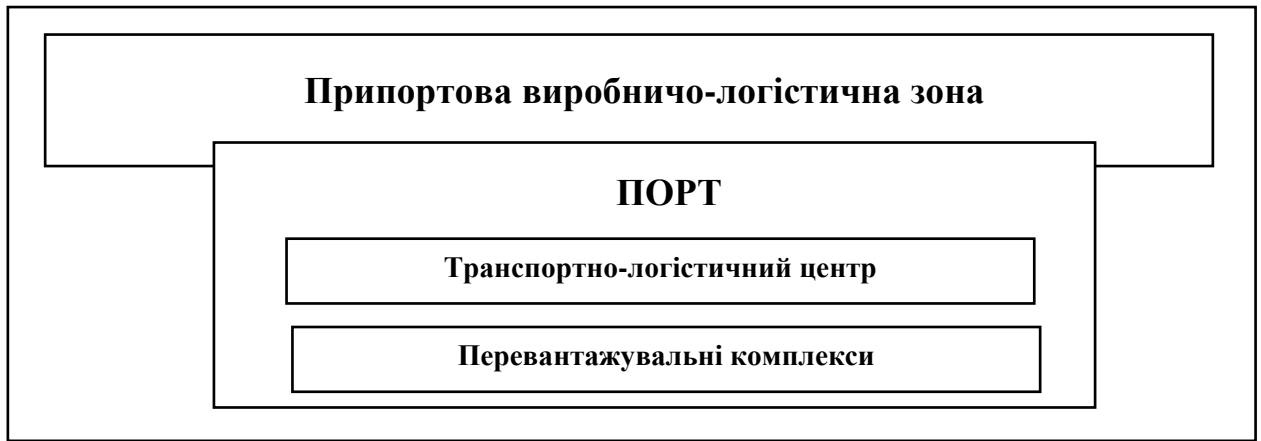 Припортова виробничо-логістична зона
ПОРТ
Транспортно-логістичний центр
Перевантажувальні комплекси